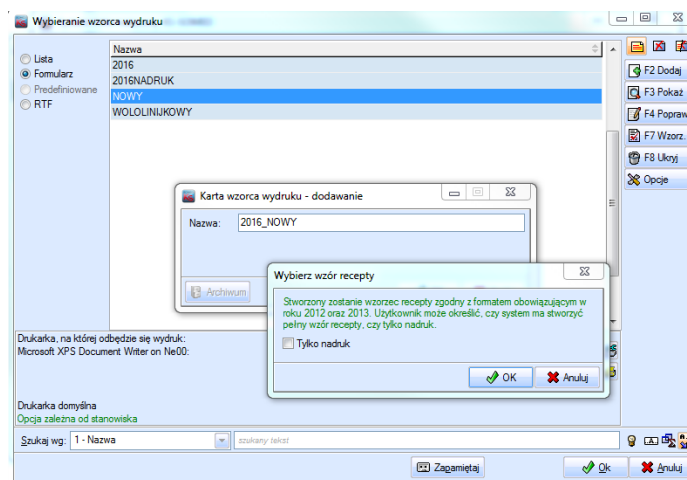 Wybieranie wzorca wydruku
Lista
Formularz
Predefiniowane
RTF
Nazwa
2016
2016NADRUK
NOWY
WOLOLINIJKOWY
F2 Dodaj
F3 Pokaż
F4 Popraw
F7 Wzorz.
F8 Ukryj
Opcje
Karta wzorca wydruku - dodawanie
Nazwa: 2016_NOWY
Archiwum
Wybierz wzór recepty
Stworzony zostanie wzorzec recepty zgodny z formatem obowiązującym w
roku 2012 oraz 2013. Użytkownik może określić, czy system ma stworzyć
pełny wzór recepty, czy tylko nadruk.
Tylko nadruk
OK Anuluj
Drukarka, na której odbędzie się wydruk:
Microsoft XPS Document Writer on Ne00:
Drukarka domyślna
Opcja zależna od stanowiska
Szukaj wg: 1 - Nazwa szukany tekst
Zapamiętaj Ok Anuluj